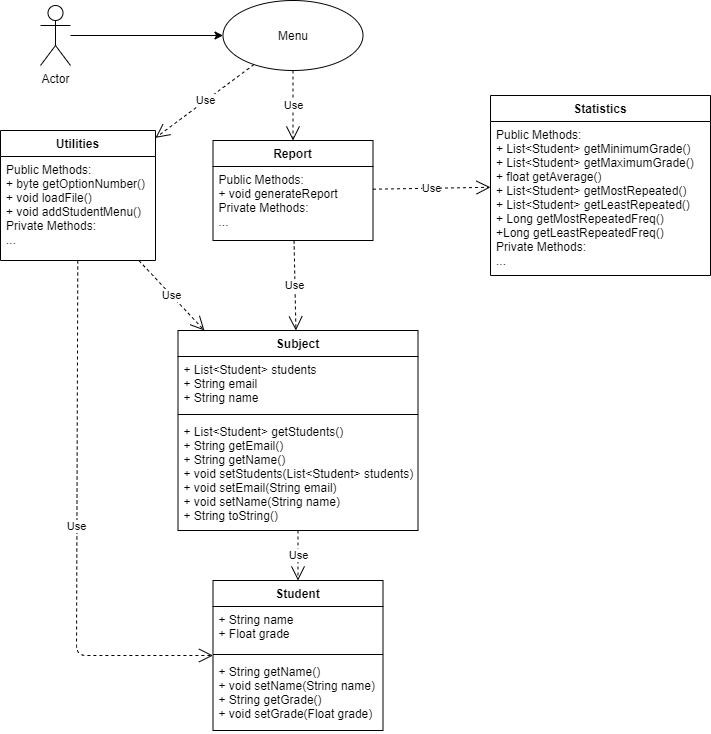 Actor
Menu
Use
Use
Utilities
Public Methods:
+ byte getOptionNumber()
+ void loadFile()
+ void addStudentMenu()
Private Methods:
...
Report
Public Methods:
+ void generateReport
Private Methods:
...
Use
Statistics
Public Methods:
+ List<Student> getMinimumGrade()
+ List<Student> getMaximumGrade()
+ float getAverage()
+ List<Student> getMostRepeated()
+ List<Student> getLeastRepeated()
+ Long getMostRepeatedFreq()
+Long getLeastRepeatedFreq()
Private Methods:
...
Use
Use
Subject
+ List<Student> students
+ String email
+ String name
+ List<Student> getStudents()
+ String getEmail()
+ String getName()
+ void setStudents(List<Student> students)
+ void setEmail(String email)
+ void setName(String name)
+ String toString()
Use
Use
Student
+ String name
+ Float grade
+ String getName()
+ void setName(String name)
+ String getGrade()
+ void setGrade(Float grade)